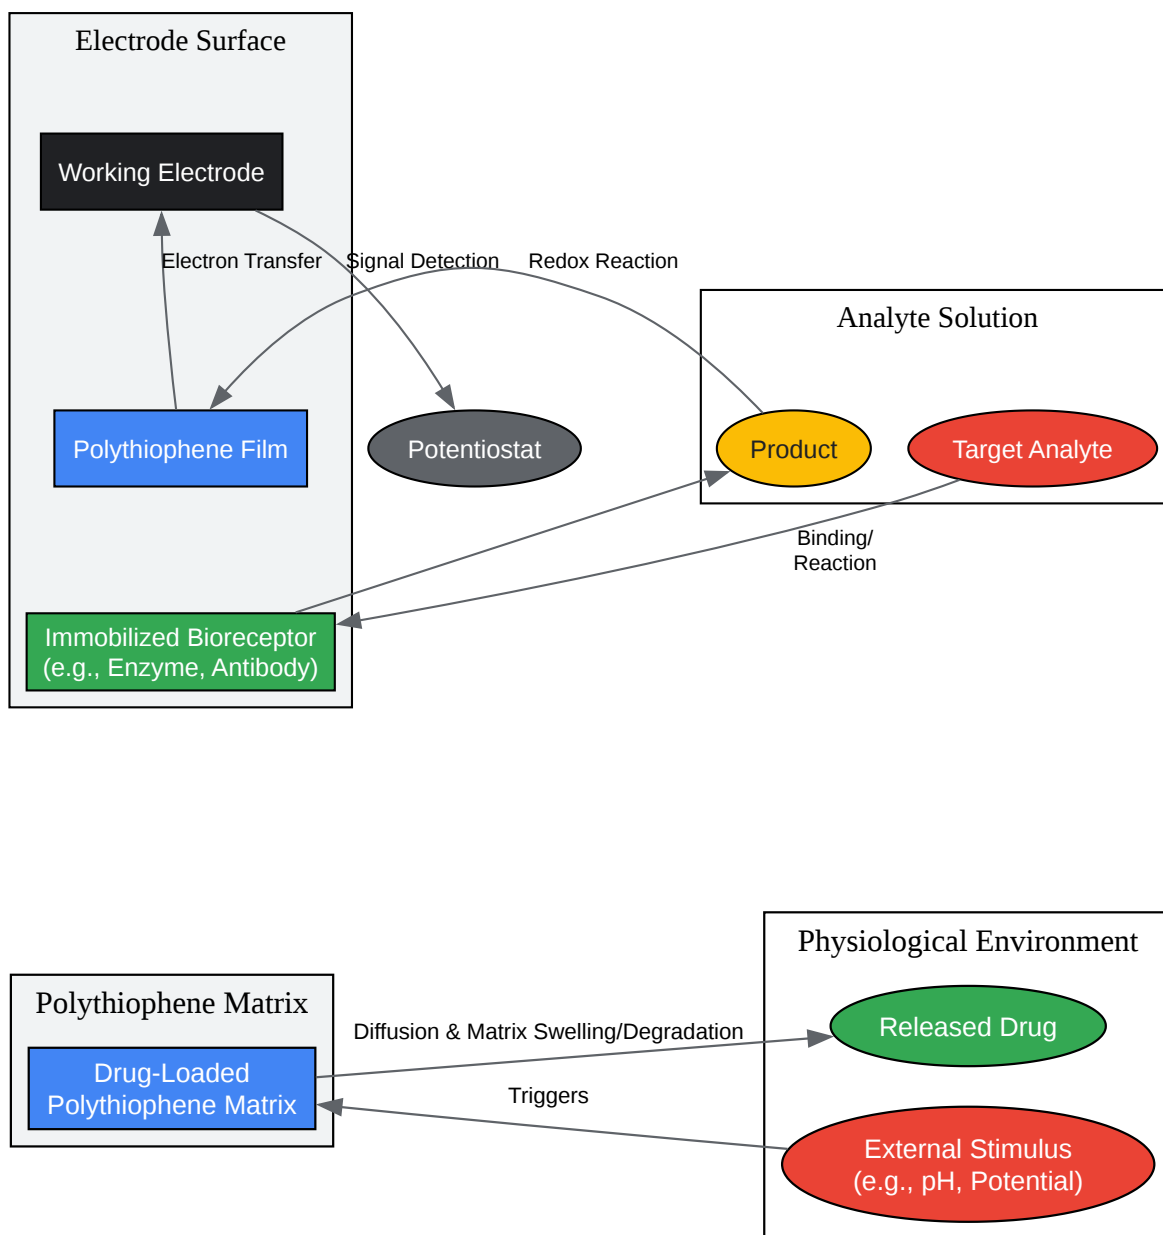 Electrode Surface
Working Electrode
Electron Transfer
Signal Detection
Redox Reaction
Analyte Solution
Polythiophene Film
Potentiostat
Product
Target Analyte
Binding/
Reaction
Immobilized Bioreceptor
(e.g., Enzyme, Antibody)
Physiological Environment
Polythiophene Matrix
Released Drug
Diffusion & Matrix Swelling/Degradation
Drug-Loaded
Polythiophene Matrix
Triggers
External Stimulus
(e.g., pH, Potential)